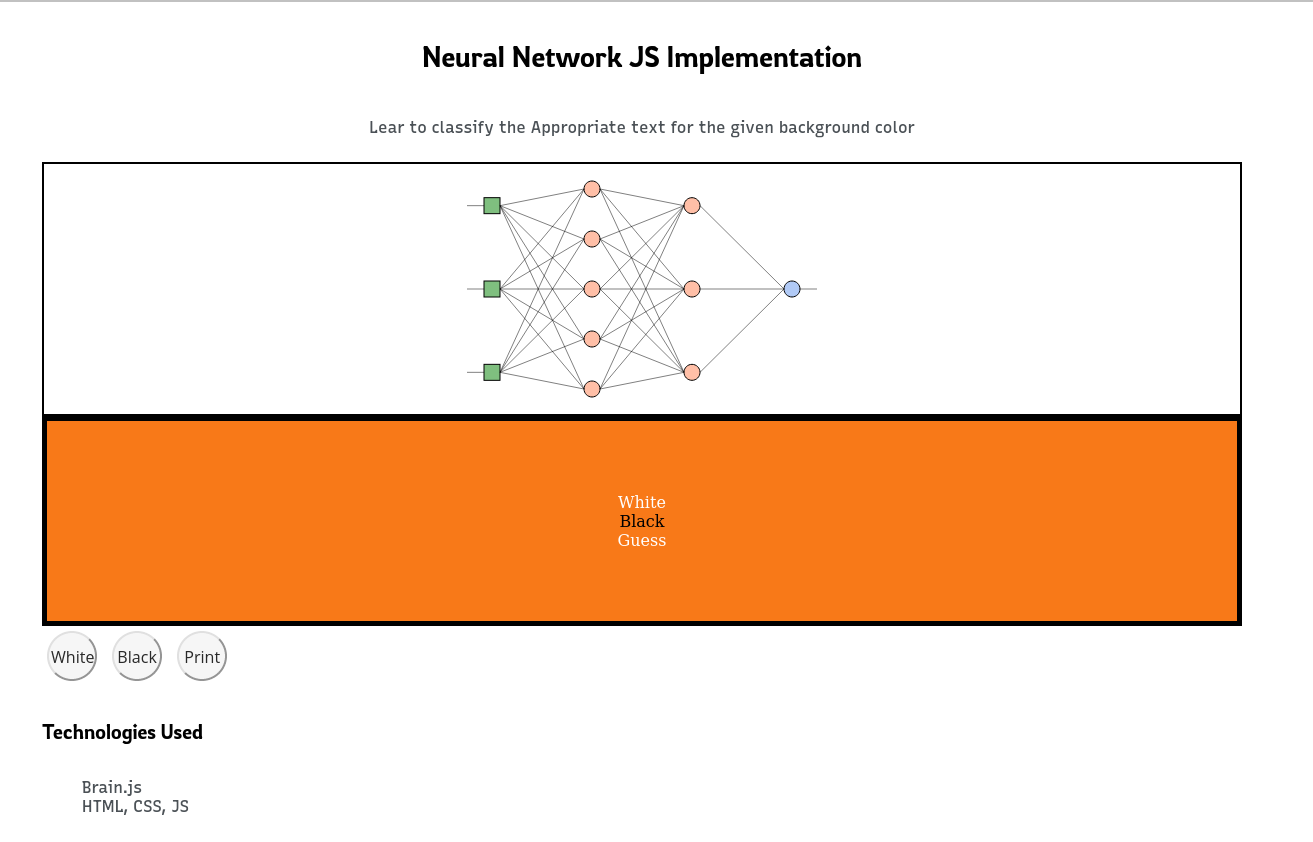 Neural Network JS Implementation
Lear to classify the Appropriate text for the given background color
White
Black
Guess
White Black Print
Technologies Used
Brain.js
HTML, CSS, JS